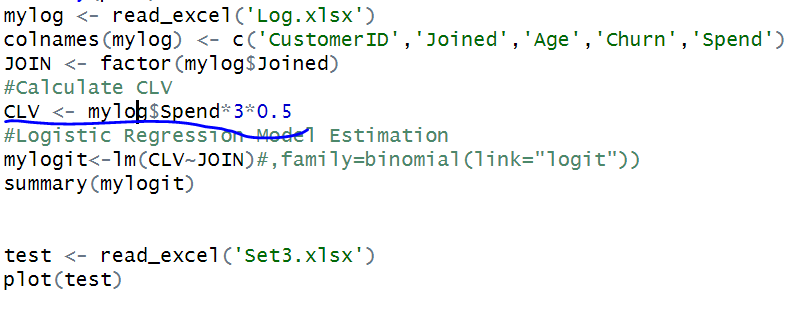 mylog <- read_excel('Log.xlsx')
colnames(mylog) <- c('CustomerID','Joined','Age','Churn','Spend')
JOIN <- factor(mylog$Joined)
#Calculate CLV
CLV <- mylog$Spend*3*0.5
#Logistic Regression Model Estimation
mylogit<-lm(CLV~JOIN)#,family=binomial(link="logit"))
summary(mylogit)
test <- read_excel('Set3.xlsx')
plot(test)